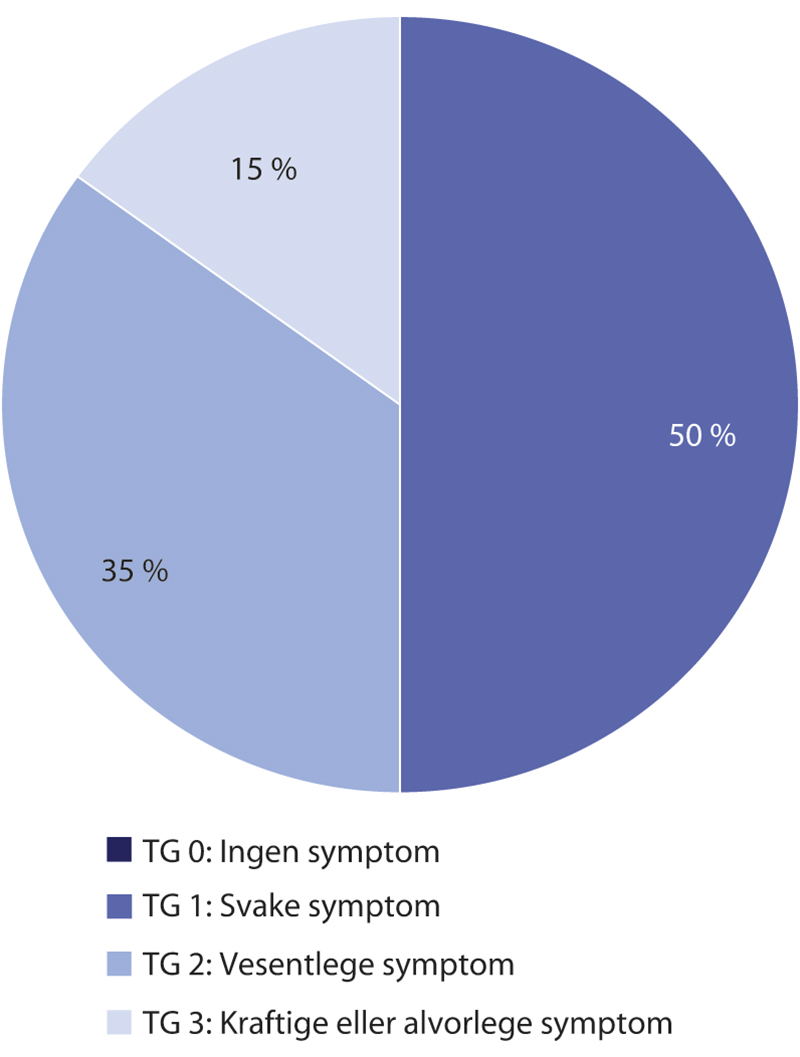 15 %
50 %
35 %
TG 0: Ingen symptom
TG 1: Svake symptom
TG 2: Vesentlege symptom
TG 3: Kraftige eller alvorlege symptom